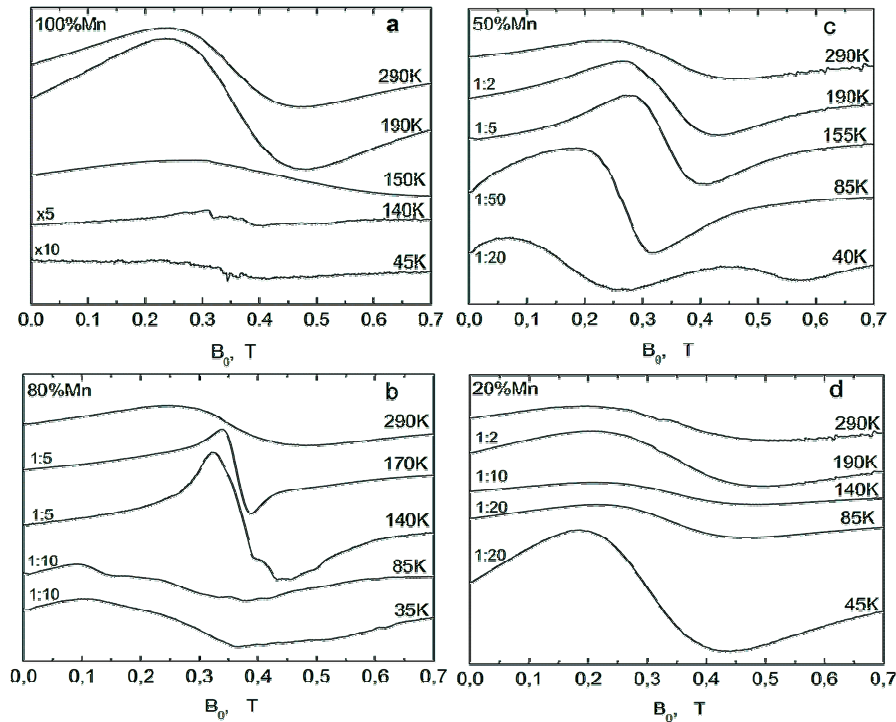 100%Mn
a
290K
190K
150K
x5
140K
x10
45K
0,0 0,1 0,2 0,3 0,4 0,5 0,6 0,7
B₀, T
50%Mn
c
290K
1:2
190K
1:5
155K
1:50
85K
1:20
40K
0,0 0,1 0,2 0,3 0,4 0,5 0,6 0,7
B₀, T
80%Mn
b
290K
1:5
170K
1:5
140K
1:10
85K
1:10
35K
0,0 0,1 0,2 0,3 0,4 0,5 0,6 0,7
B₀, T
20%Mn
d
290K
1:2
190K
1:10
140K
1:20
85K
1:20
45K
0,0 0,1 0,2 0,3 0,4 0,5 0,6 0,7
B₀, T